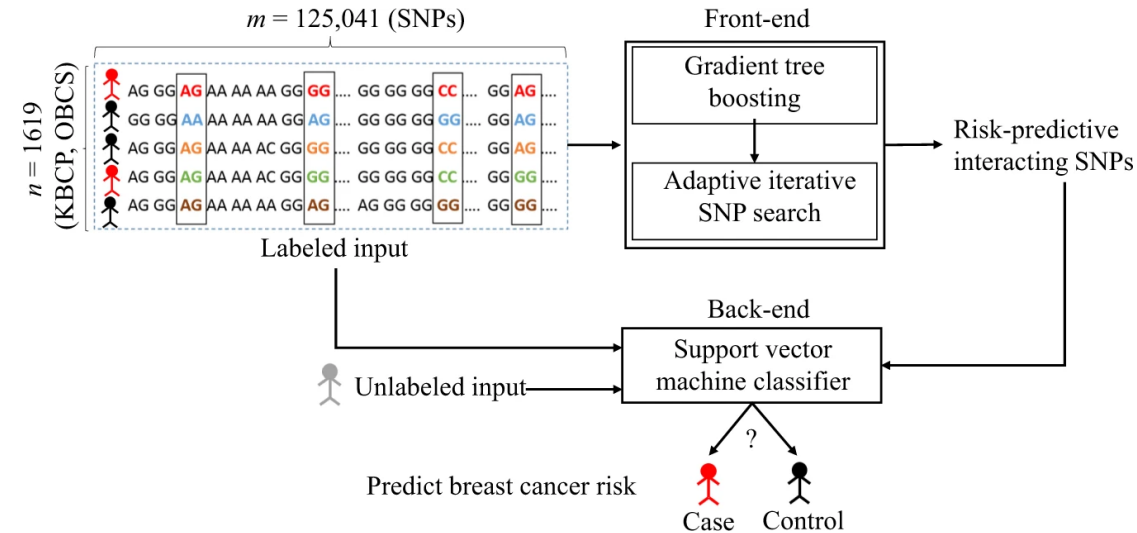 m = 125,041 (SNPs)
n = 1619
(KBCP, OBCS)
AG GG AG AA AA AA GG GG .... GG GG GG CC .... GG AG ....
GG GG AA AA AA AA GG AG .... GG GG GG GG .... GG AG ....
AG GG AG AA AA AC GG GG .... GG GG GG CC .... GG AG ....
AG GG AG AA AA AC GG GG .... GG GG GG CC .... GG GG ....
AG GG AG AA AA AA GG AG .... AG GG GG GG .... GG GG ....
Labeled input
Front-end
Gradient tree
boosting
Adaptive iterative
SNP search
Risk-predictive
interacting SNPs
Back-end
Support vector
machine classifier
Unlabeled input
?
Predict breast cancer risk
Case
Control